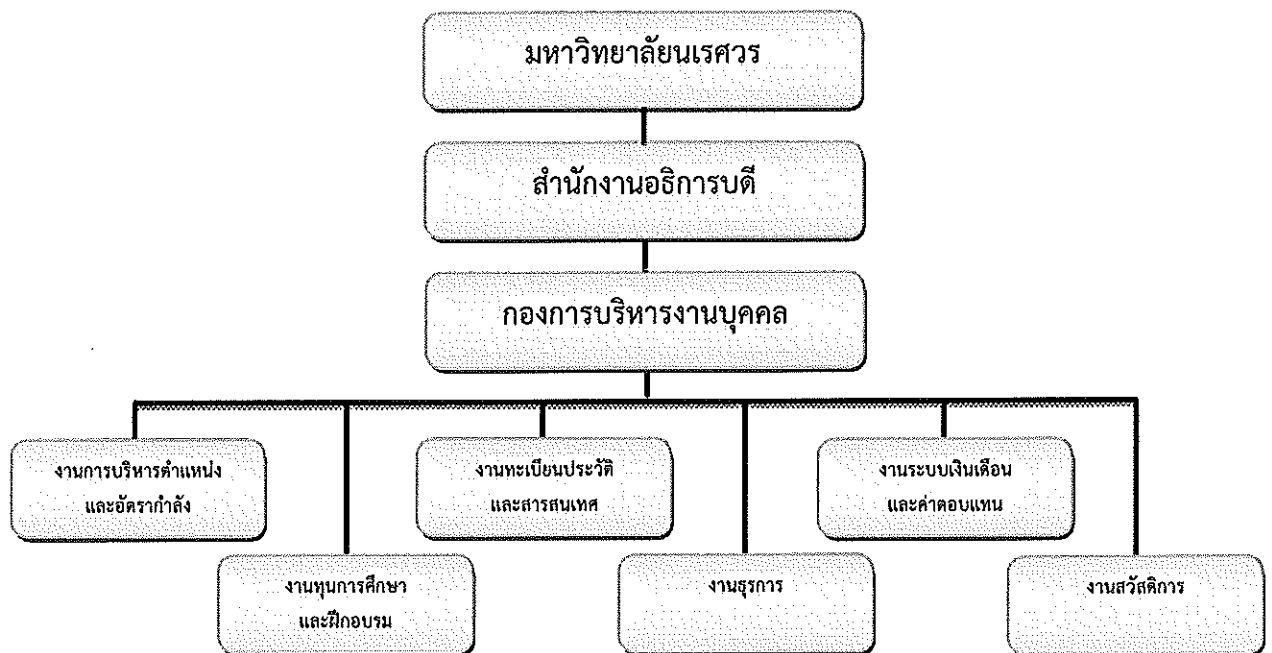 มหาวิทยาลัยนเรศวร
สำนักงานอธิการบดี
กองการบริหารงานบุคคล
งานการบริหารตำแหน่ง
และอัตรากำลัง
งานทะเบียนประวัติ
และสารสนเทศ
งานระบบเงินเดือน
และค่าตอบแทน
งานทุนการศึกษา
และฝึกอบรม
งานธุรการ
งานสวัสดิการ